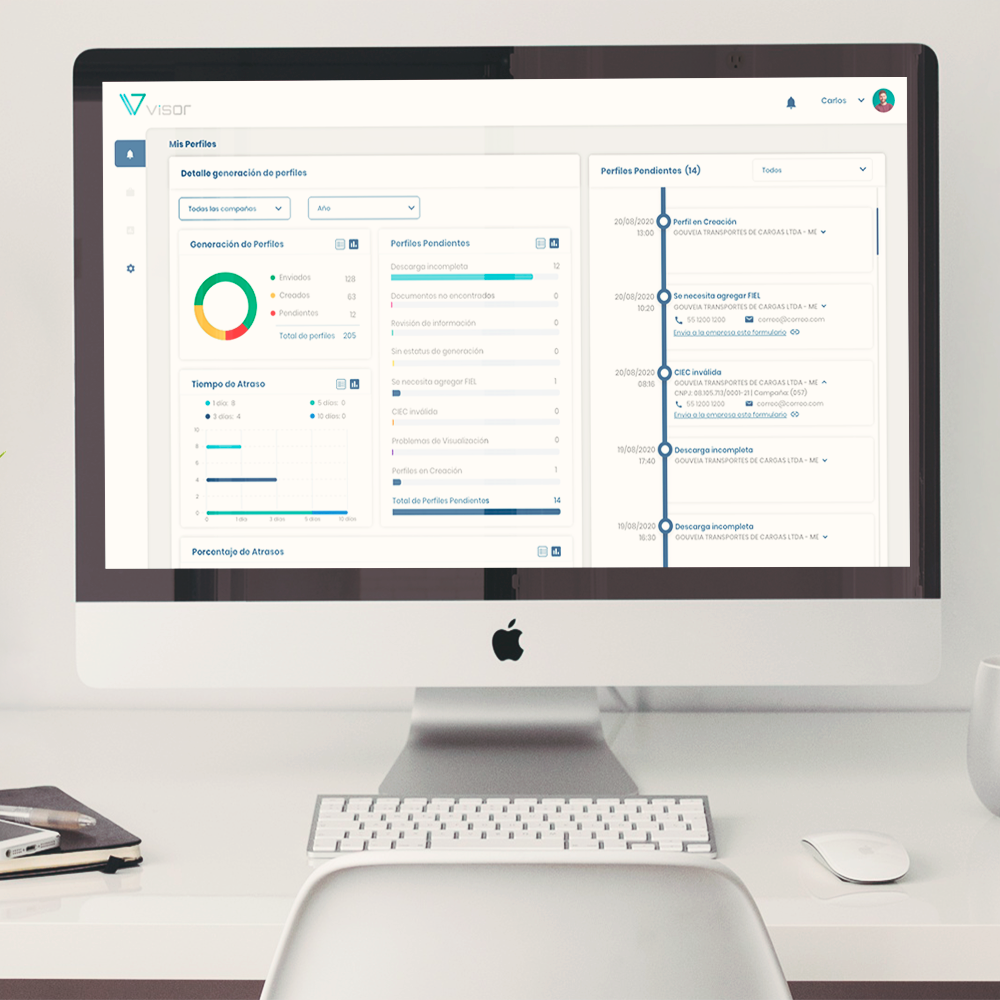 visor
Carlos
Mis Perfiles
Detalle generación de perfiles
Todas las campañas
Año
Generación de Perfiles
Enviados 128
Creados 63
Pendientes 12
Total de perfiles 205
Perfiles Pendientes
Descarga incompleta 12
Documentos no encontrados 0
Revisión de información 0
Sin estatus de generación 0
Se necesita agregar FIEL 1
CIEC inválida 0
Problemas de Visualización 0
Perfiles en Creación 1
Total de Perfiles Pendientes 14
Tiempo de Atraso
1 día: 8
5 días: 0
3 días: 4
10 días: 0
10
8
6
4
2
0
0 1 día 3 días 5 días 10 días
Porcentaje de Atrasos
Perfiles Pendientes (14)
Todos
20/08/2020
13:00
Perfil en Creación
GOUVEIA TRANSPORTES DE CARGAS LTDA - ME
20/08/2020
10:20
Se necesita agregar FIEL
GOUVEIA TRANSPORTES DE CARGAS LTDA - ME
55 1200 1200 correo@correo.com
Envia a la empresa este formulario
20/08/2020
08:16
CIEC inválida
GOUVEIA TRANSPORTES DE CARGAS LTDA - ME
CNPJ: 08.105.713/0001-21 | Campaña: (057)
55 1200 1200 correo@correo.com
Envia a la empresa este formulario
19/08/2020
17:40
Descarga incompleta
GOUVEIA TRANSPORTES DE CARGAS LTDA - ME
19/08/2020
16:30
Descarga incompleta
GOUVEIA TRANSPORTES DE CARGAS LTDA - ME